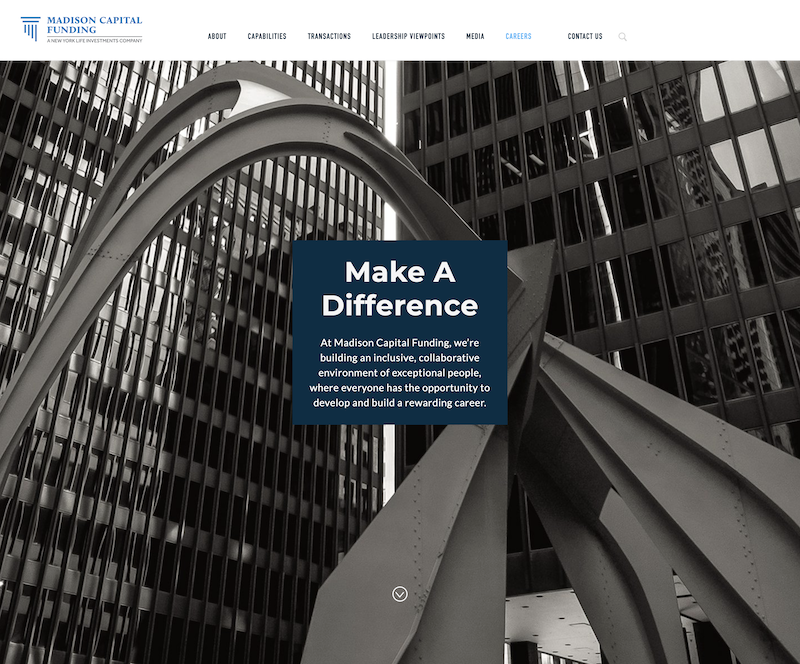 MADISON CAPITAL
FUNDING
A NEW YORK LIFE INVESTMENTS COMPANY
ABOUT
CAPABILITIES
TRANSACTIONS
LEADERSHIP VIEWPOINTS
MEDIA
CAREERS
CONTACT US
Make A
Difference
At Madison Capital Funding, we're
building an inclusive, collaborative
environment of exceptional people,
where everyone has the opportunity to
develop and build a rewarding career.